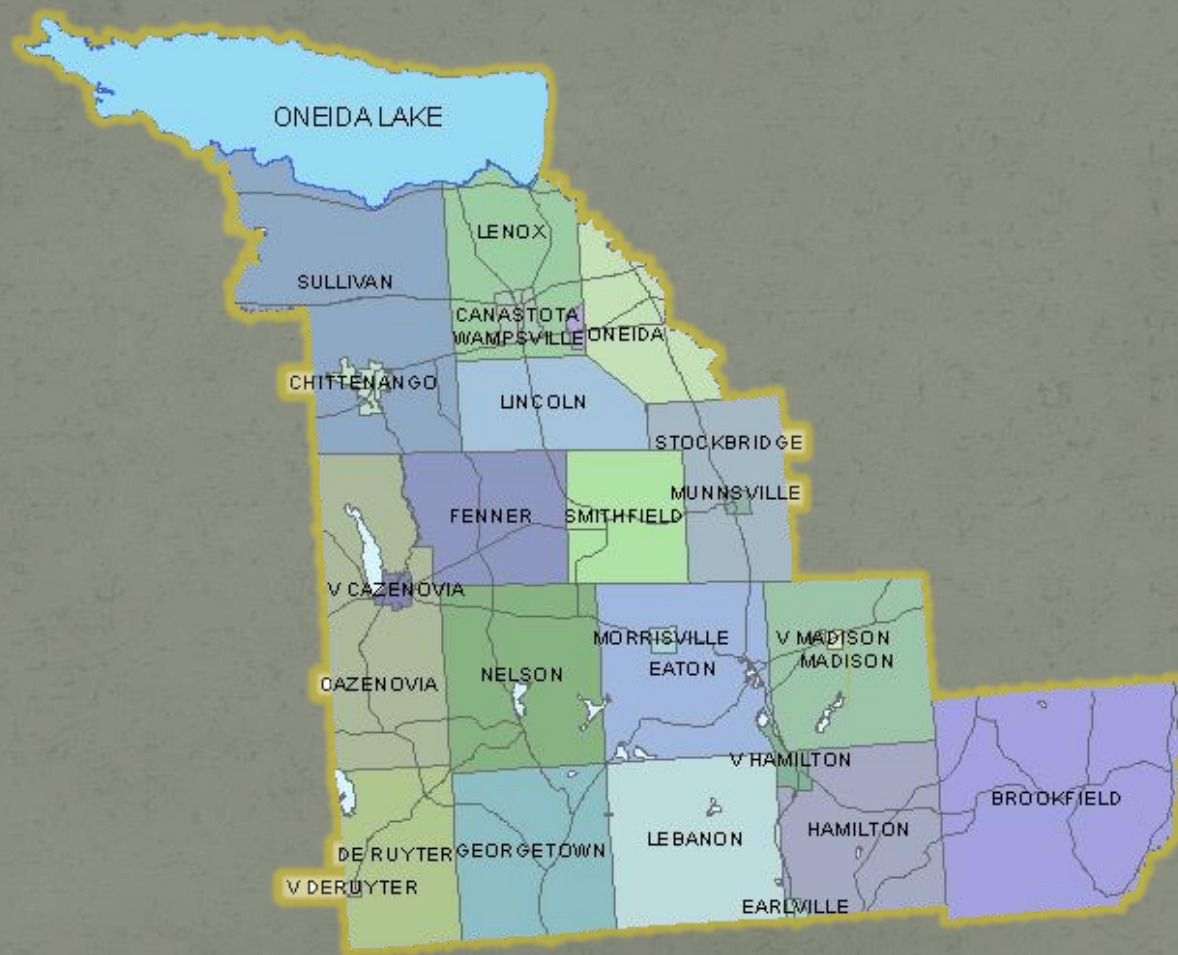 ONEIDA LAKE
LENOX
SULLIVAN
CANASTOTA
WAMPSVILLE
ONEIDA
CHITTENANGO
LINCOLN
STOCKBRIDGE
MUNNSVILLE
FENNER
SMITHFIELD
V CAZENOVIA
MORRISVILLE
V MADISON
MADISON
EATON
NELSON
CAZENOVIA
V HAMILTON
BROOKFIELD
HAMILTON
LEBANON
DE RUYTER
GEORGETOWN
V DERUYTER
EARLVILLE